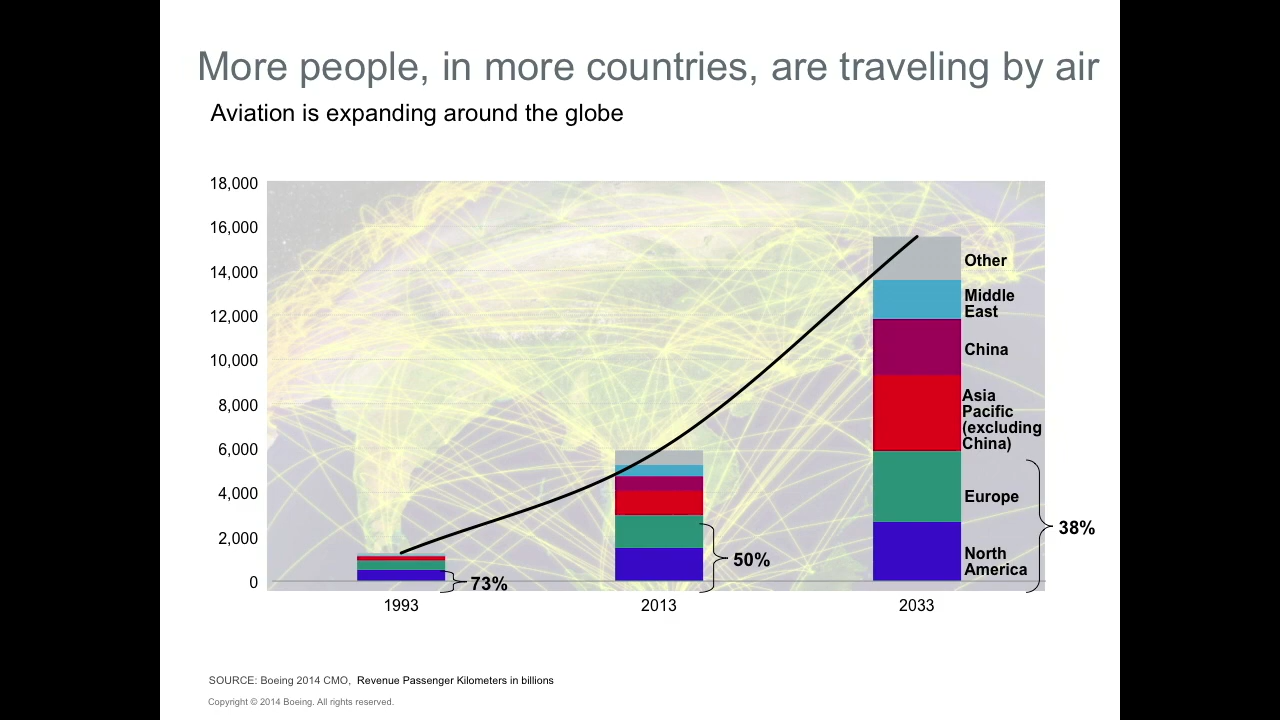 More people, in more countries, are traveling by air
Aviation is expanding around the globe
18,000
16,000
14,000
12,000
10,000
8,000
6,000
4,000
2,000
0
Other
Middle
East
China
Asia
Pacific
(excluding
China)
Europe
North
America
38%
50%
73%
1993
2013
2033
SOURCE: Boeing 2014 CMO, Revenue Passenger Kilometers in billions
Copyright © 2014 Boeing. All rights reserved.